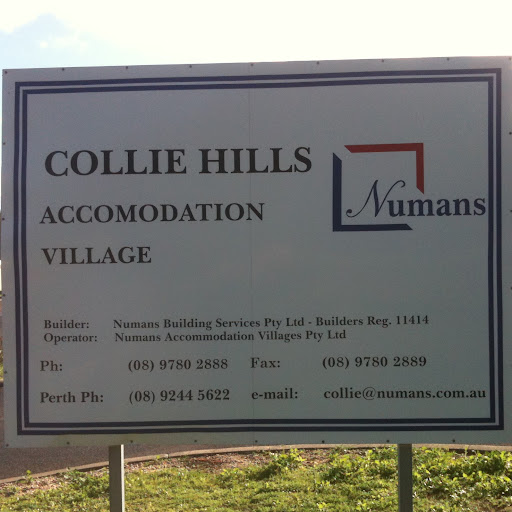 COLLIE HILLS
Numans
ACCOMODATION
VILLAGE
Builder: Numans Building Services Pty Ltd - Builders Reg. 11414
Operator: Numans Accommodation Villages Pty Ltd
Ph: (08) 9780 2888 Fax: (08) 9780 2889
Perth Ph: (08) 9244 5622 e-mail: collie@numans.com.au